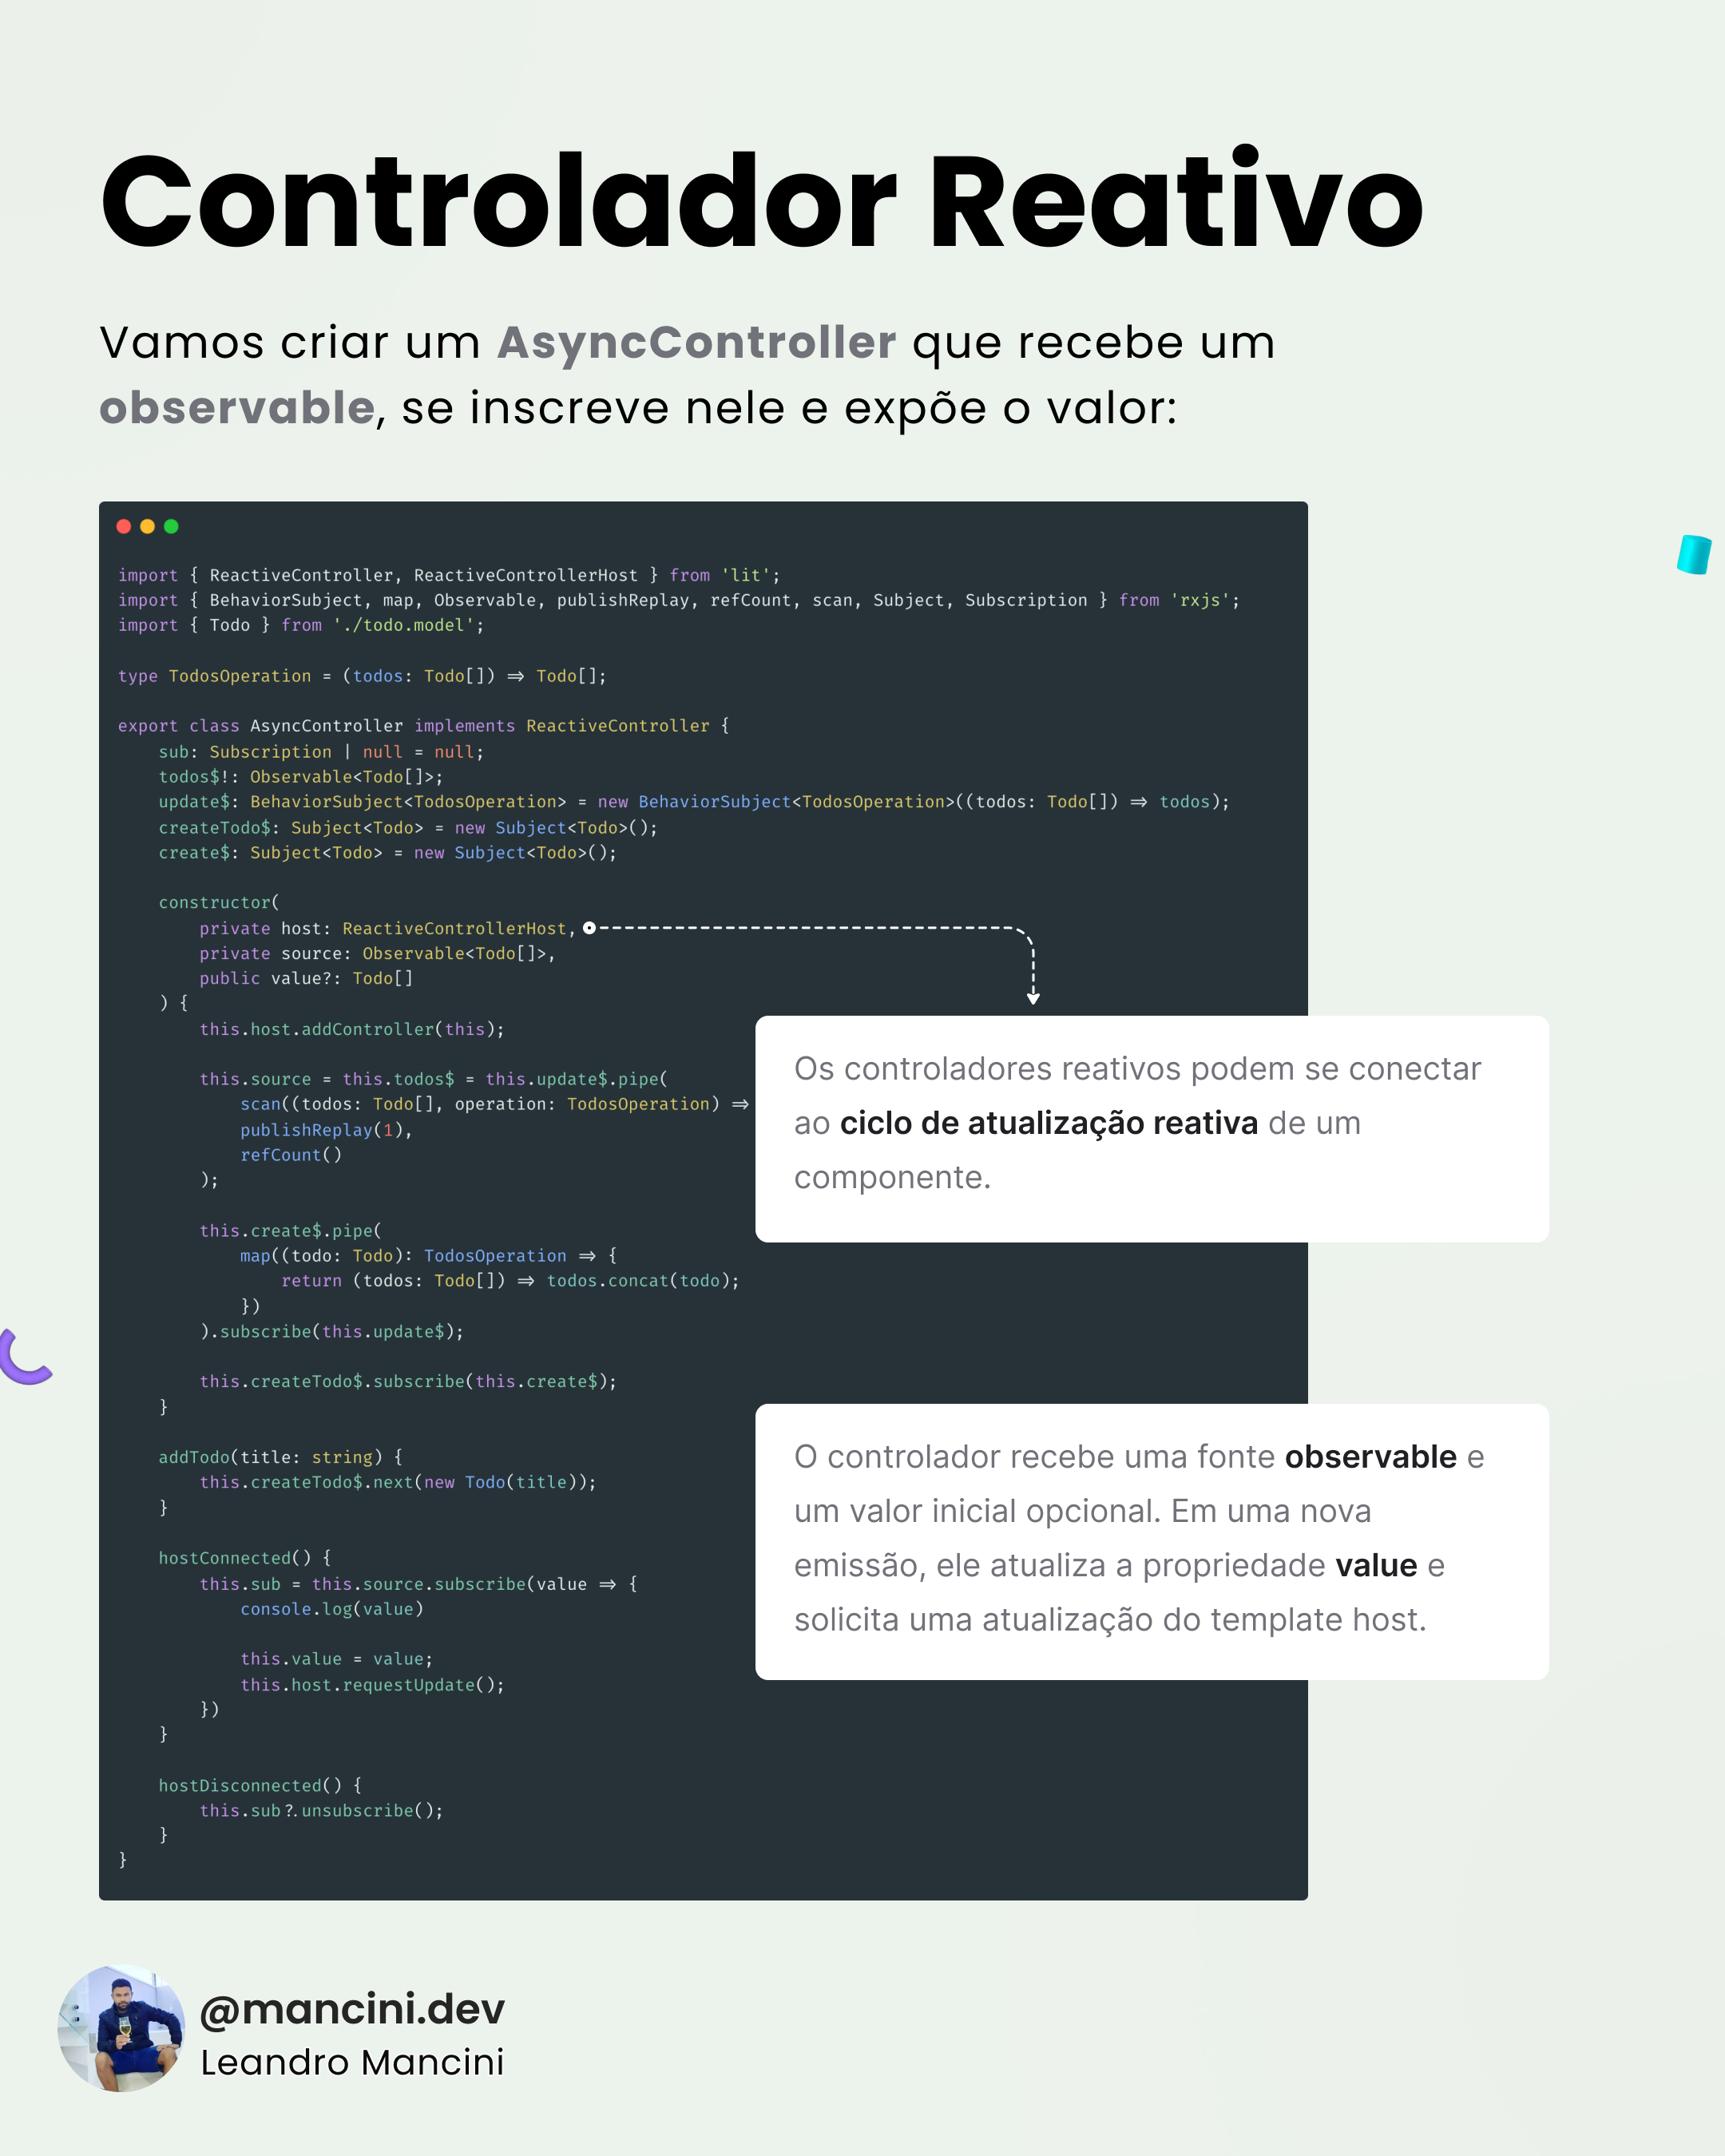 Controlador Reativo
Vamos criar um AsyncController que recebe um
observable, se inscreve nele e expõe o valor:
import { ReactiveController, ReactiveControllerHost } from 'lit';
import { BehaviorSubject, map, Observable, publishReplay, refCount, scan, Subject, Subscription } from 'rxjs';
import { Todo } from './todo.model';
type TodosOperation = (todos: Todo[]) => Todo[];
export class AsyncController implements ReactiveController {
    sub: Subscription | null = null;
    todos$!: Observable<Todo[]>;
    update$: BehaviorSubject<TodosOperation> = new BehaviorSubject<TodosOperation>((todos: Todo[]) => todos);
    createTodo$: Subject<Todo> = new Subject<Todo>();
    create$: Subject<Todo> = new Subject<Todo>();
    constructor(
        private host: ReactiveControllerHost,
        private source: Observable<Todo[]>,
        public value?: Todo[]
    ) {
        this.host.addController(this);
        this.source = this.todos$ = this.update$.pipe(
            scan((todos: Todo[], operation: TodosOperation) =>
            publishReplay(1),
            refCount()
        );
        this.create$.pipe(
            map((todo: Todo): TodosOperation => {
                return (todos: Todo[]) => todos.concat(todo);
            })
        ).subscribe(this.update$);
        this.createTodo$.subscribe(this.create$);
    }
    addTodo(title: string) {
        this.createTodo$.next(new Todo(title));
    }
    hostConnected() {
        this.sub = this.source.subscribe(value => {
            console.log(value)
            this.value = value;
            this.host.requestUpdate();
        })
    }
    hostDisconnected() {
        this.sub?.unsubscribe();
    }
}
Os controladores reativos podem se conectar
ao ciclo de atualização reativa de um
componente.
O controlador recebe uma fonte observable e
um valor inicial opcional. Em uma nova
emissão, ele atualiza a propriedade value e
solicita uma atualização do template host.
@mancini.dev
Leandro Mancini